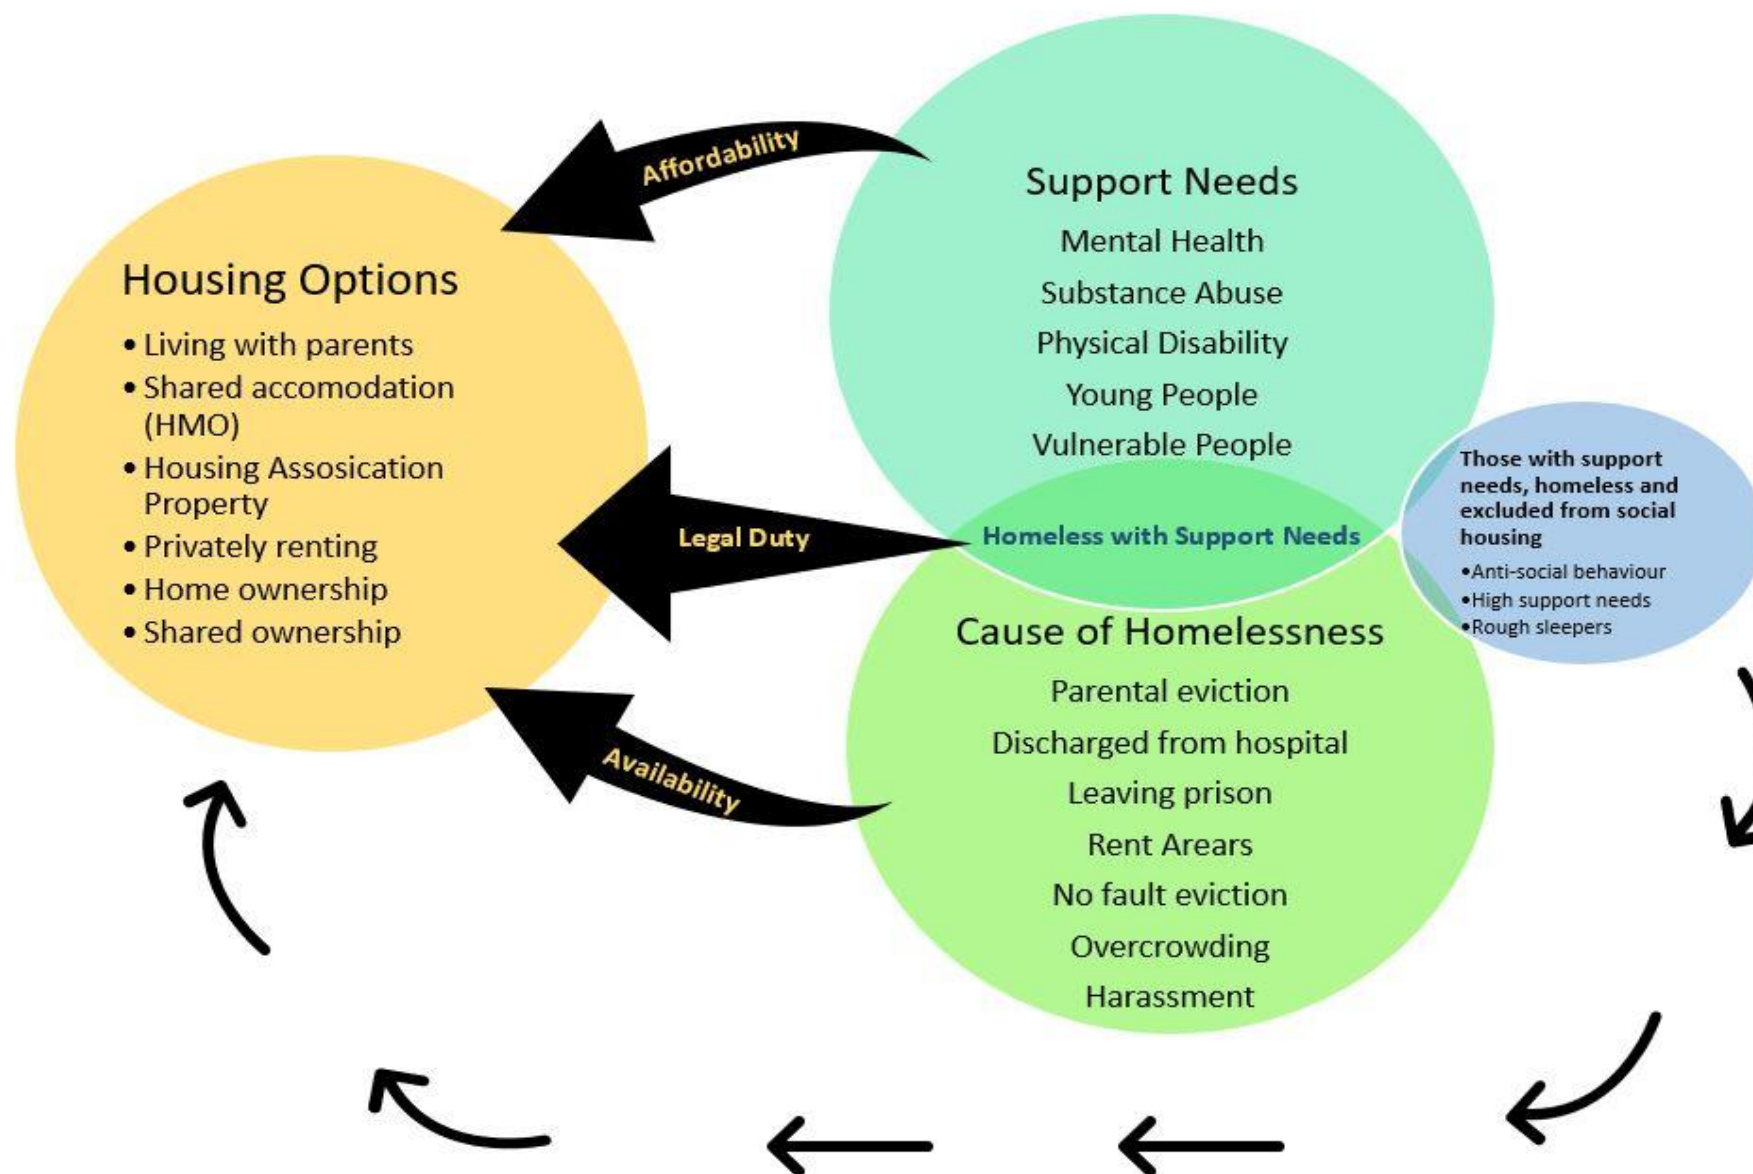 Affordability
Housing Options
• Living with parents
• Shared accomodation
(HMO)
• Housing Assosication
Property
• Privately renting
• Home ownership
• Shared ownership
Legal Duty
Availability
Support Needs
Mental Health
Substance Abuse
Physical Disability
Young People
Vulnerable People
Homeless with Support Needs
Cause of Homelessness
Parental eviction
Discharged from hospital
Leaving prison
Rent Arears
No fault eviction
Overcrowding
Harassment
Those with support
needs, homeless and
excluded from social
housing
•Anti-social behaviour
•High support needs
•Rough sleepers